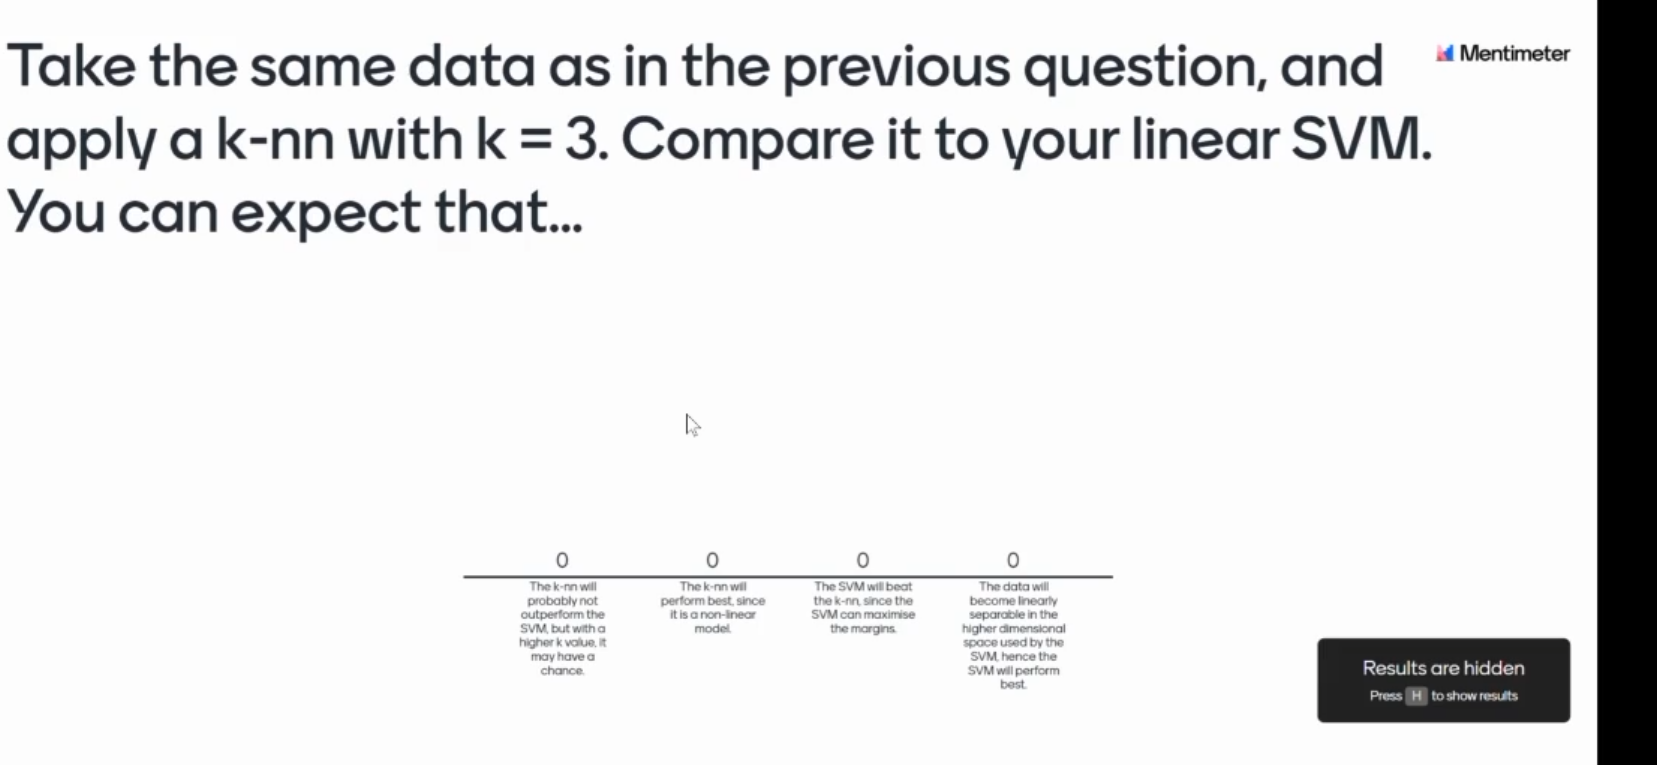 Take the same data as in the previous question, and
apply a k-nn with k = 3. Compare it to your linear SVM.
You can expect that...
Mentimeter
0
The k-nn will
probably not
outperform the
SVM, but with a
higher k value, it
may have a
chance.
0
The k-nn will
perform best, since
it is a non-linear
model.
0
The SVM will beat
the k-nn, since the
SVM can maximise
the margins.
0
The data will
become linearly
separable in the
higher dimensional
space used by the
SVM, hence the
SVM will perform
best.
Results are hidden
Press H to show results